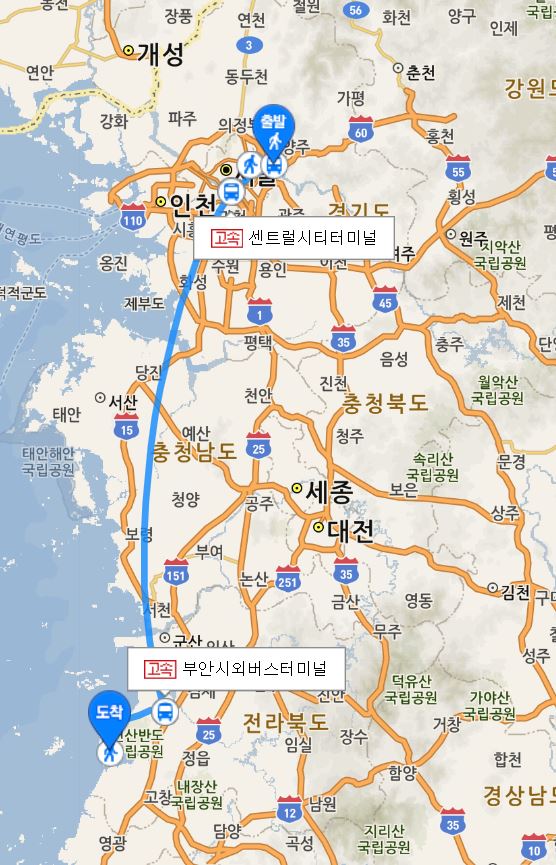 장풍
연천
절원
56
화천
양구
국립공원
인제
개성
3
연안
동두천
춘천
강원도
가평
강화
파주
의정부
출발
60
홍천
55
횡성
인천
110
경기도
고속 센트럴시티터미널
원주
치악산
국립공원
옹진
수원
용인
화성
덕적군도
제부도
45
제천
1
평택
35
충주
음성
당진
진천
월악산
국립공원
천안
충청북도
서산
태안
15
예산
청주
25
충청남도
태안해안
국립공원
속리산
국립공원
문경
세종
보은
청양
공주
상주
대전
보령
부여
151
논산
251
35
김천
금산
영동
서천
무주
군산
고속 부안시외버스터미널
덕유산
국립공원
가야산
국립공원
도착
25
전라북도
장수
거창
정읍
임실
합천
내장산
국립공원
함양
고창
12
남원
경상남도
35
담양
지리산
국립공원
영광
곡성
10